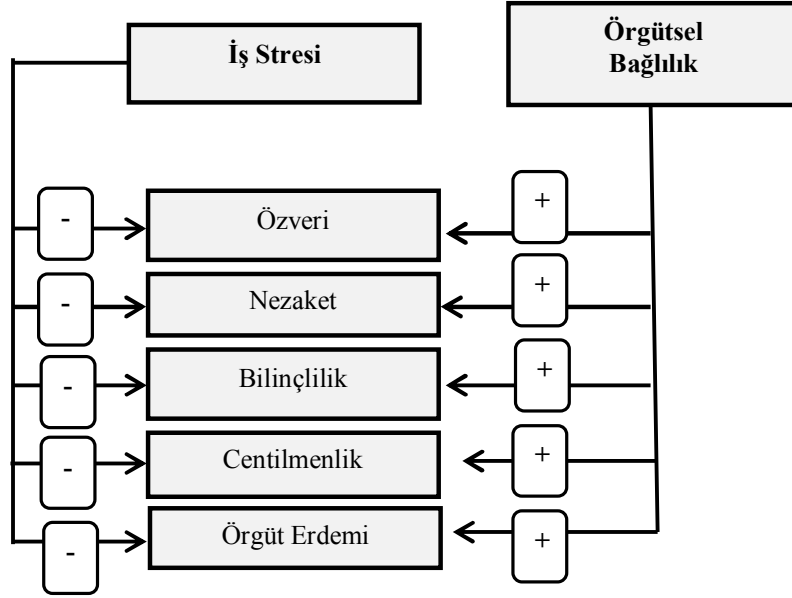 İş Stresi
Örgütsel
Bağlılık
- Özveri +
- Nezaket +
- Bilinçlilik +
- Centilmenlik +
- Örgüt Erdemi +